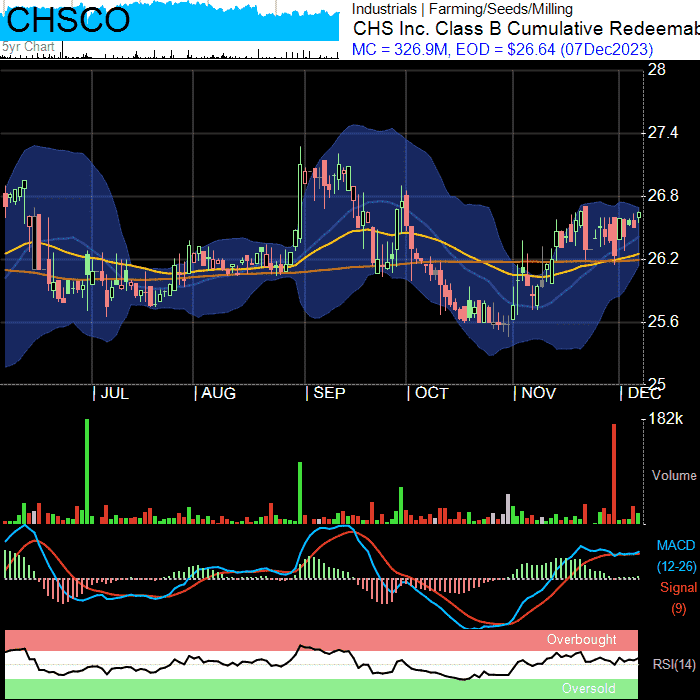 CHSCO
5yr Chart
Industrials | Farming/Seeds/Milling
CHS Inc. Class B Cumulative Redeemab
MC = 326.9M, EOD = $26.64 (07Dec2023)
28
27.4
26.8
26.2
25.6
25
JUL AUG SEP OCT NOV DEC
182k
Volume
MACD
(12-26)
Signal
(9)
Overbought
RSI(14)
Oversold